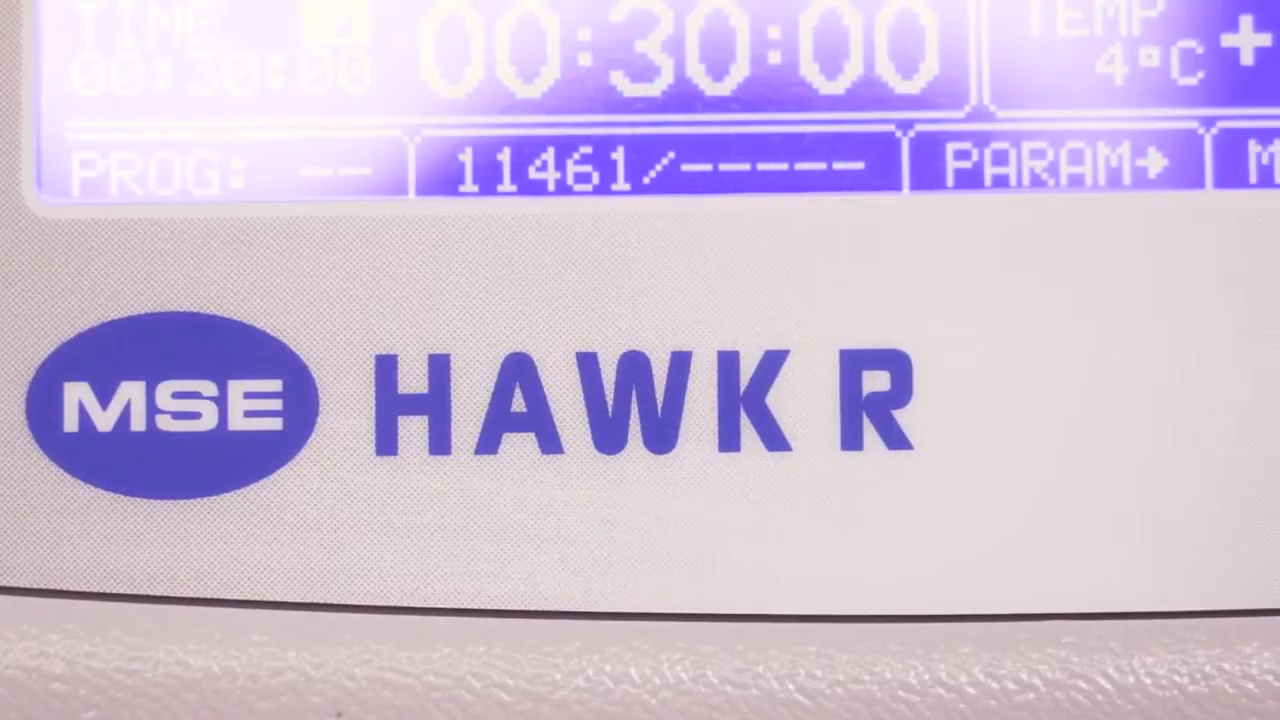 TIME
00:30:00
00:30:00
TEMP
4°C +
PROG: -- 11461/----- PARAM→ M
MSE HAWK R